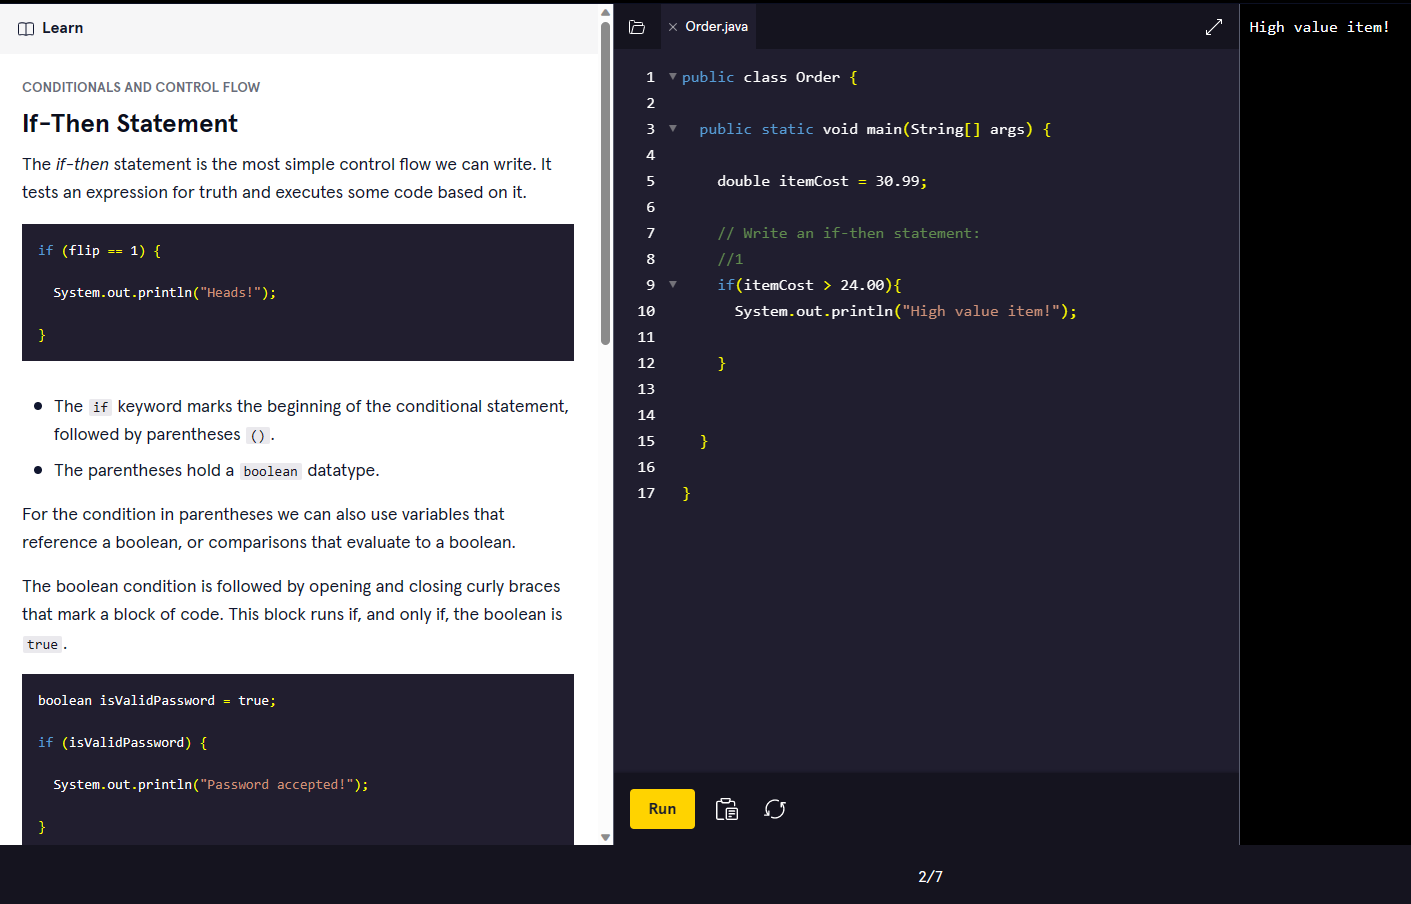 Learn
CONDITIONALS AND CONTROL FLOW
If-Then Statement
The if-then statement is the most simple control flow we can write. It
tests an expression for truth and executes some code based on it.
if (flip == 1) {
System.out.println("Heads!");
}
The if keyword marks the beginning of the conditional statement,
followed by parentheses ().
The parentheses hold a boolean datatype.
For the condition in parentheses we can also use variables that
reference a boolean, or comparisons that evaluate to a boolean.
The boolean condition is followed by opening and closing curly braces
that mark a block of code. This block runs if, and only if, the boolean is
true.
boolean isValidPassword = true;
if (isValidPassword) {
System.out.println("Password accepted!");
}
Order.java
1 public class Order {
2
3 public static void main(String[] args) {
4
5 double itemCost = 30.99;
6
7 // Write an if-then statement:
8 //1
9 if(itemCost > 24.00){
10 System.out.println("High value item!");
11
12 }
13
14
15 }
16
17 }
Run
High value item!
2/7